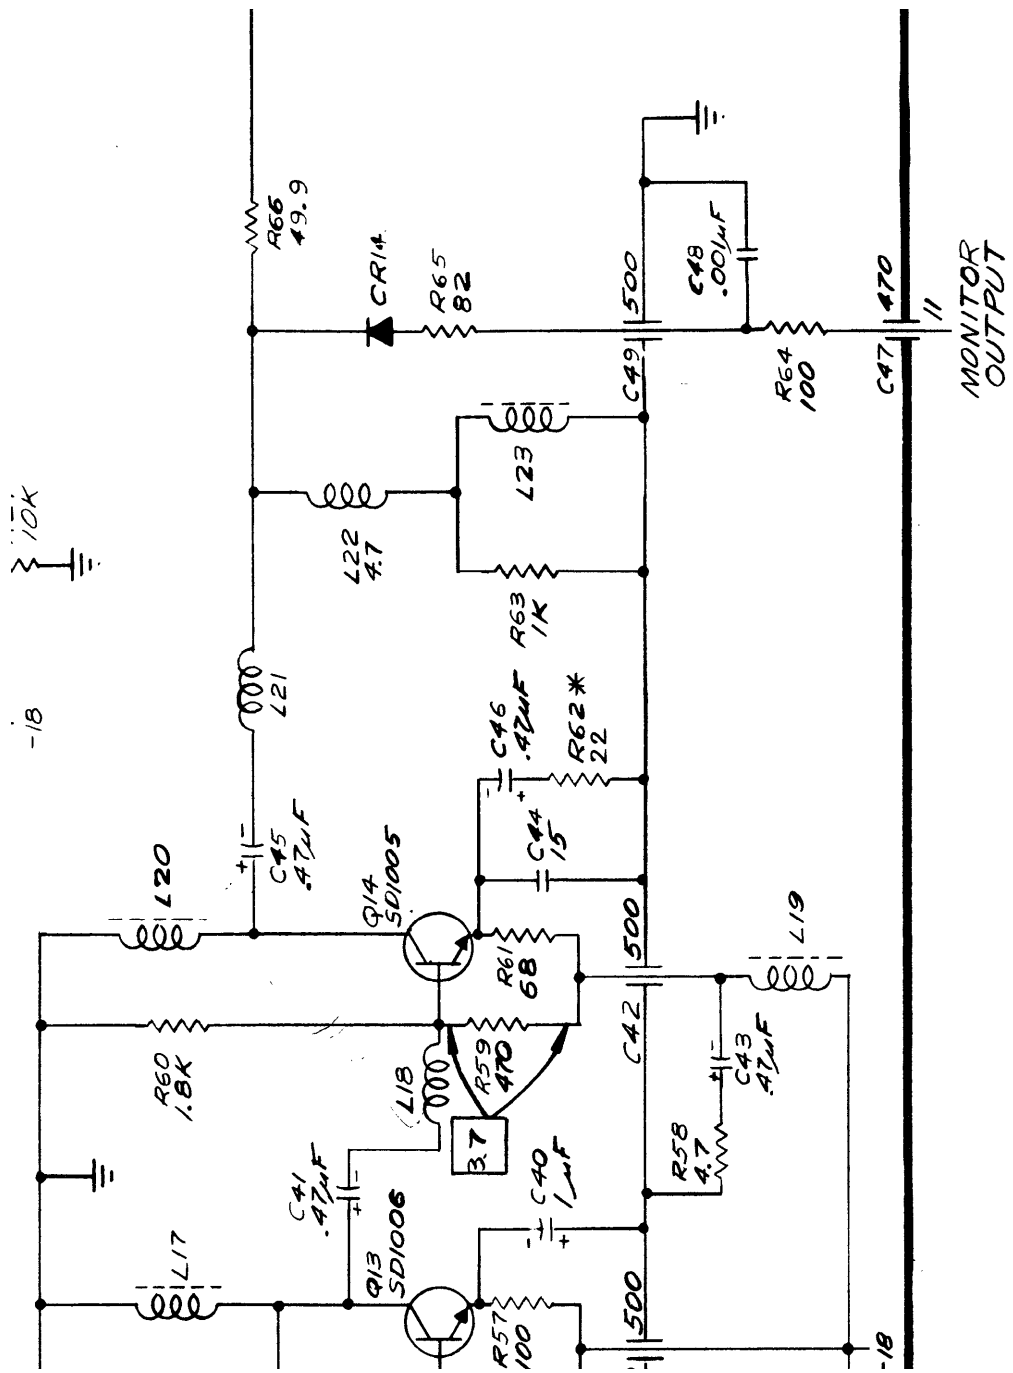 R66
49.9
CR14
R65
82
500
C48
.001µF
470
11
MONITOR
OUTPUT
C49
R64
100
C47
L23
10K
L22
4.7
R63
1K
L21
-18
C46
.47µF
R62*
22
C45
.47µF
C44
15
L20
Q14
SD1005
500
L19
R61
68
R60
1.8K
L18
R59
470
C42
C43
.47µF
3.7
R58
4.7
C41
.47µF
C40
1µF
L17
Q13
SD1006
500
R57
100
-18